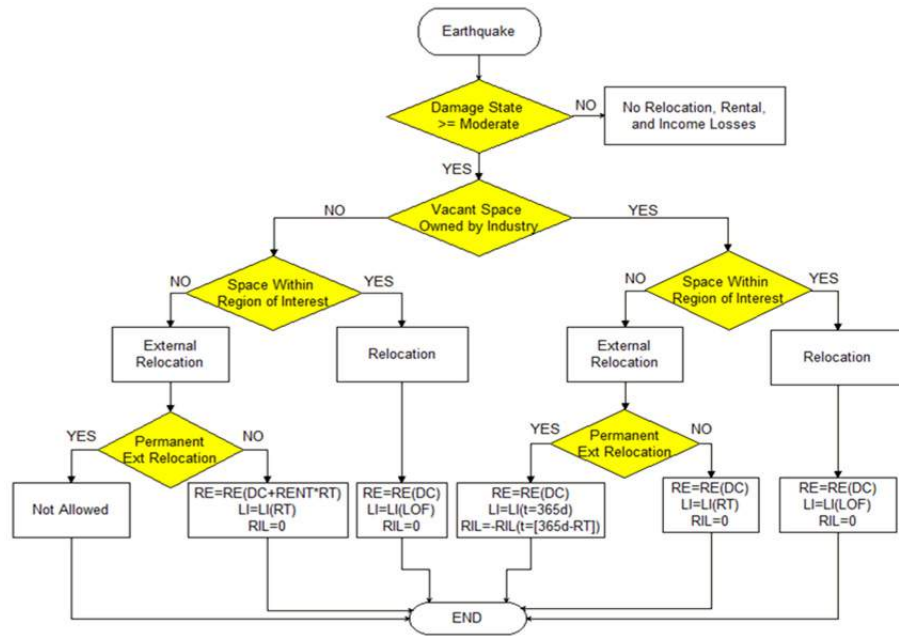 Earthquake
Damage State
>= Moderate
NO
No Relocation, Rental,
and Income Losses
YES
Vacant Space
Owned by Industry
NO
YES
Space Within
Region of Interest
NO
YES
Space Within
Region of Interest
NO
YES
External
Relocation
Relocation
External
Relocation
Relocation
Permanent
Ext Relocation
YES
NO
Permanent
Ext Relocation
YES
NO
Not Allowed
RE=RE(DC+RENT*RT)
LI=LI(RT)
RIL=0
RE=RE(DC)
LI=LI(LOF)
RIL=0
RE=RE(DC)
LI=LI(t=365d)
RIL=-RIL(t=[365d-RT])
RE=RE(DC)
LI=LI(RT)
RIL=0
RE=RE(DC)
LI=LI(LOF)
RIL=0
END